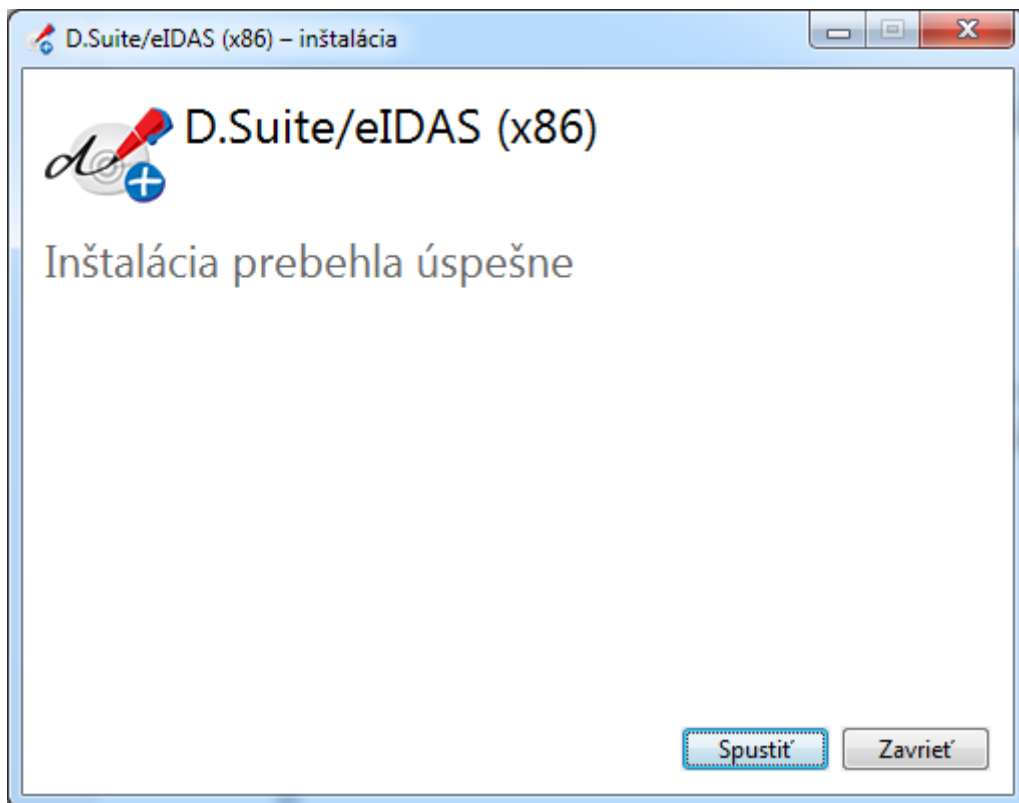 D.Suite/eIDAS (x86) – inštalácia
D.Suite/eIDAS (x86)
Inštalácia prebehla úspešne
Spustiť
Zavrieť